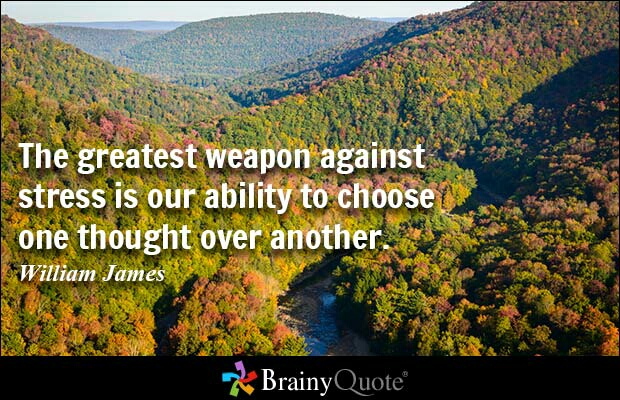 The greatest weapon against
stress is our ability to choose
one thought over another.
William James
BrainyQuote®